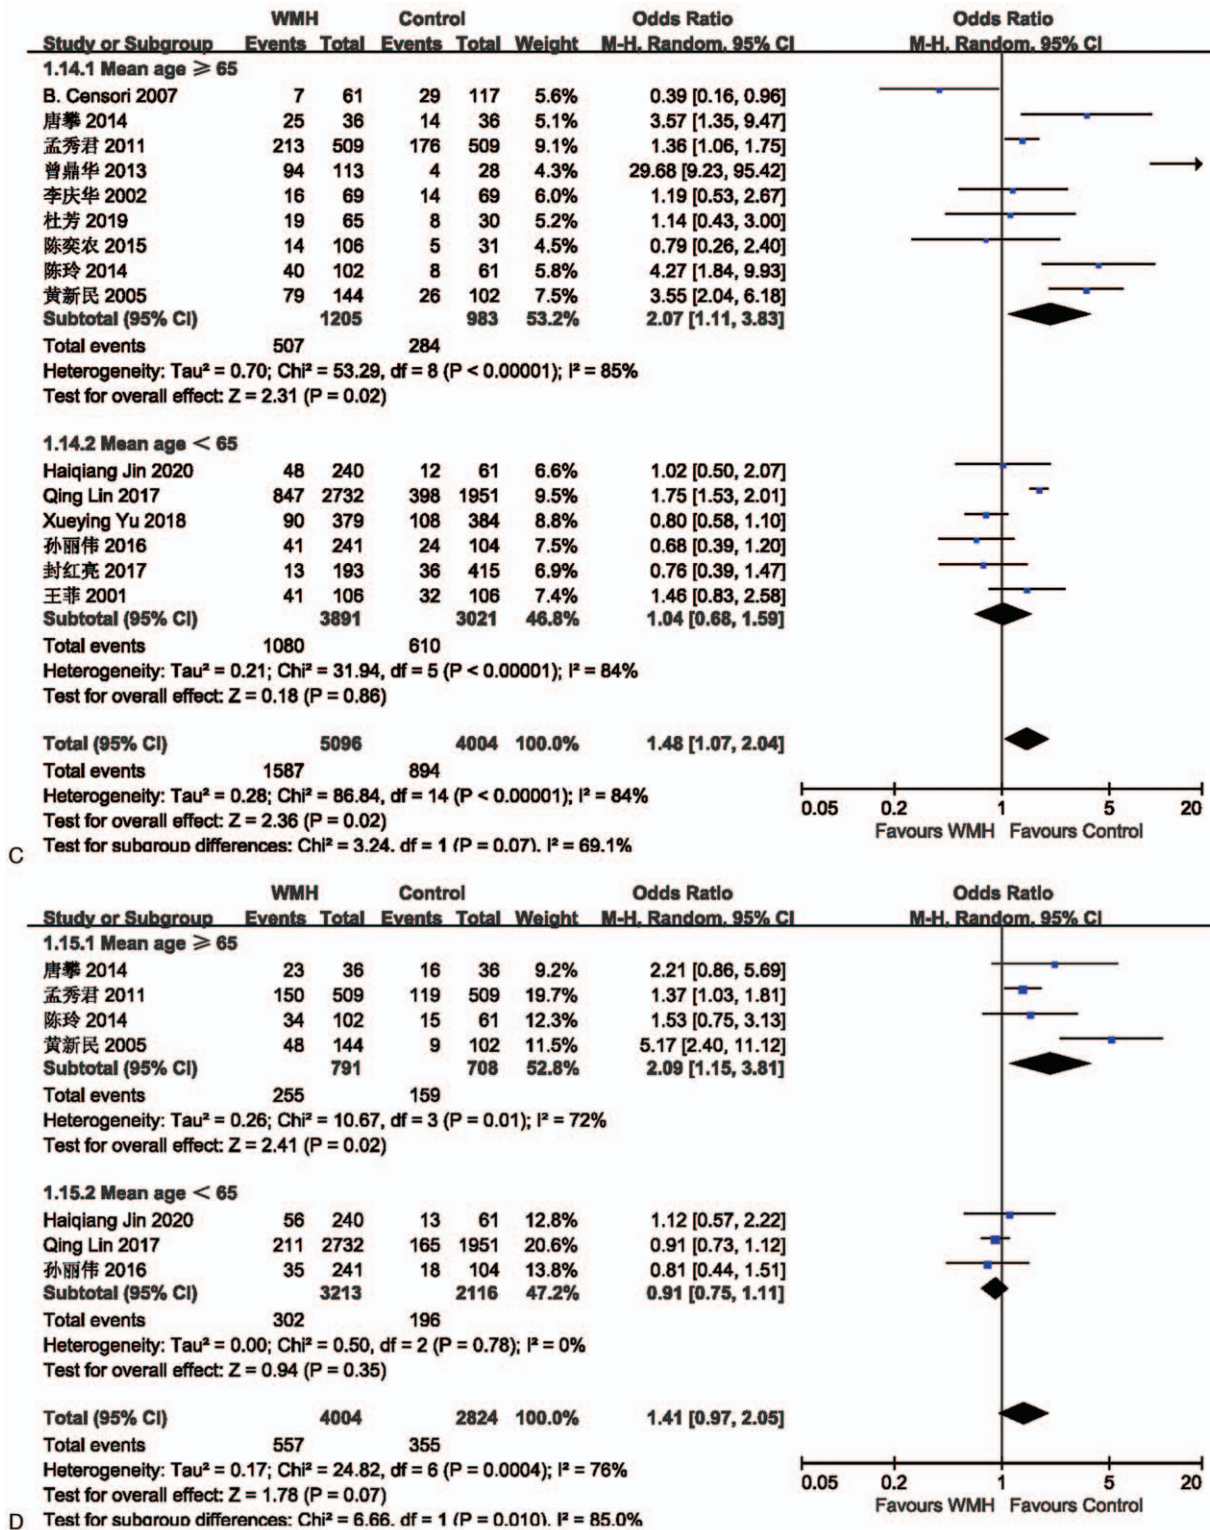 WMH Control Odds Ratio Odds Ratio
Study or Subgroup Events Total Events Total Weight M-H, Random, 95% CI M-H, Random, 95% CI
1.14.1 Mean age ≥ 65
B. Censori 2007 7 61 29 117 5.6% 0.39 [0.16, 0.96]
唐攀 2014 25 36 14 36 5.1% 3.57 [1.35, 9.47]
孟秀君 2011 213 509 176 509 9.1% 1.36 [1.06, 1.75]
曾鼎华 2013 94 113 4 28 4.3% 29.68 [9.23, 95.42]
李庆华 2002 16 69 14 69 6.0% 1.19 [0.53, 2.67]
杜芳 2019 19 65 8 30 5.2% 1.14 [0.43, 3.00]
陈奕农 2015 14 106 5 31 4.5% 0.79 [0.26, 2.40]
陈玲 2014 40 102 8 61 5.8% 4.27 [1.84, 9.93]
黄新民 2005 79 144 26 102 7.5% 3.55 [2.04, 6.18]
Subtotal (95% CI) 1205 983 53.2% 2.07 [1.11, 3.83]
Total events 507 284
Heterogeneity: Tau² = 0.70; Chi² = 53.29, df = 8 (P < 0.00001); I² = 85%
Test for overall effect: Z = 2.31 (P = 0.02)
1.14.2 Mean age < 65
Haiqiang Jin 2020 48 240 12 61 6.6% 1.02 [0.50, 2.07]
Qing Lin 2017 847 2732 398 1951 9.5% 1.75 [1.53, 2.01]
Xueying Yu 2018 90 379 108 384 8.8% 0.80 [0.58, 1.10]
孙丽伟 2016 41 241 24 104 7.5% 0.68 [0.39, 1.20]
封红亮 2017 13 193 36 415 6.9% 0.76 [0.39, 1.47]
王菲 2001 41 106 32 106 7.4% 1.46 [0.83, 2.58]
Subtotal (95% CI) 3891 3021 46.8% 1.04 [0.68, 1.59]
Total events 1080 610
Heterogeneity: Tau² = 0.21; Chi² = 31.94, df = 5 (P < 0.00001); I² = 84%
Test for overall effect: Z = 0.18 (P = 0.86)
Total (95% CI) 5096 4004 100.0% 1.48 [1.07, 2.04]
Total events 1587 894
Heterogeneity: Tau² = 0.28; Chi² = 86.84, df = 14 (P < 0.00001); I² = 84%
Test for overall effect: Z = 2.36 (P = 0.02)
Test for subgroup differences: Chi² = 3.24, df = 1 (P = 0.07), I² = 69.1%
0.05 0.2 1 5 20
Favours WMH Favours Control
C
WMH Control Odds Ratio Odds Ratio
Study or Subgroup Events Total Events Total Weight M-H, Random, 95% CI M-H, Random, 95% CI
1.15.1 Mean age ≥ 65
唐攀 2014 23 36 16 36 9.2% 2.21 [0.86, 5.69]
孟秀君 2011 150 509 119 509 19.7% 1.37 [1.03, 1.81]
陈玲 2014 34 102 15 61 12.3% 1.53 [0.75, 3.13]
黄新民 2005 48 144 9 102 11.5% 5.17 [2.40, 11.12]
Subtotal (95% CI) 791 708 52.8% 2.09 [1.15, 3.81]
Total events 255 159
Heterogeneity: Tau² = 0.26; Chi² = 10.67, df = 3 (P = 0.01); I² = 72%
Test for overall effect: Z = 2.41 (P = 0.02)
1.15.2 Mean age < 65
Haiqiang Jin 2020 56 240 13 61 12.8% 1.12 [0.57, 2.22]
Qing Lin 2017 211 2732 165 1951 20.6% 0.91 [0.73, 1.12]
孙丽伟 2016 35 241 18 104 13.8% 0.81 [0.44, 1.51]
Subtotal (95% CI) 3213 2116 47.2% 0.91 [0.75, 1.11]
Total events 302 196
Heterogeneity: Tau² = 0.00; Chi² = 0.50, df = 2 (P = 0.78); I² = 0%
Test for overall effect: Z = 0.94 (P = 0.35)
Total (95% CI) 4004 2824 100.0% 1.41 [0.97, 2.05]
Total events 557 355
Heterogeneity: Tau² = 0.17; Chi² = 24.82, df = 6 (P = 0.0004); I² = 76%
Test for overall effect: Z = 1.78 (P = 0.07)
Test for subgroup differences: Chi² = 6.66, df = 1 (P = 0.010), I² = 85.0%
0.05 0.2 1 5 20
Favours WMH Favours Control
D